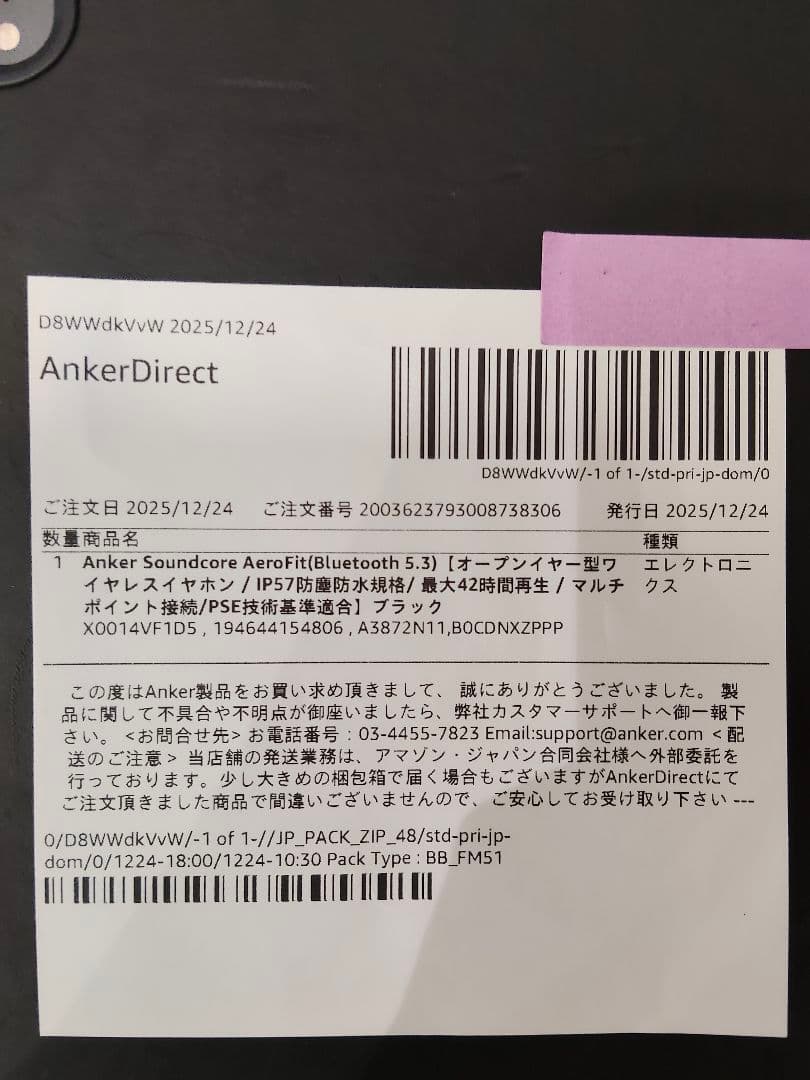 D8WWdkVvW 2025/12/24
AnkerDirect
D8WWdkVvW/-1 of 1-/std-pri-jp-dom/0
ご注文日 2025/12/24 ご注文番号 2003623793008738306 発行日 2025/12/24
数量商品名 種類
1 Anker Soundcore AeroFit(Bluetooth 5.3)【オープンイヤー型ワ エレクトロニ
イヤレスイヤホン / IP57防塵防水規格/ 最大42時間再生 / マルチ クス
ポイント接続/PSE技術基準適合】ブラック
X0014VF1D5 , 194644154806 , A3872N11,B0CDNXZPPP
この度はAnker製品をお買い求め頂きまして、 誠にありがとうございました。 製
品に関して不具合や不明点が御座いましたら、弊社カスタマーサポートへ御一報下
さい。 <お問合せ先> お電話番号 : 03-4455-7823 Email:support@anker.com < 配
送のご注意 > 当店舗の発送業務は、アマゾン・ジャパン合同会社様へ外部委託を
行っております。少し大きめの梱包箱で届く場合もございますがAnkerDirectにて
ご注文頂きました商品で間違いございませんので、ご安心してお受け取り下さい ---
0/D8WWdkVvW/-1 of 1-//JP_PACK_ZIP_48/std-pri-jp-
dom/0/1224-18:00/1224-10:30 Pack Type : BB_FM51